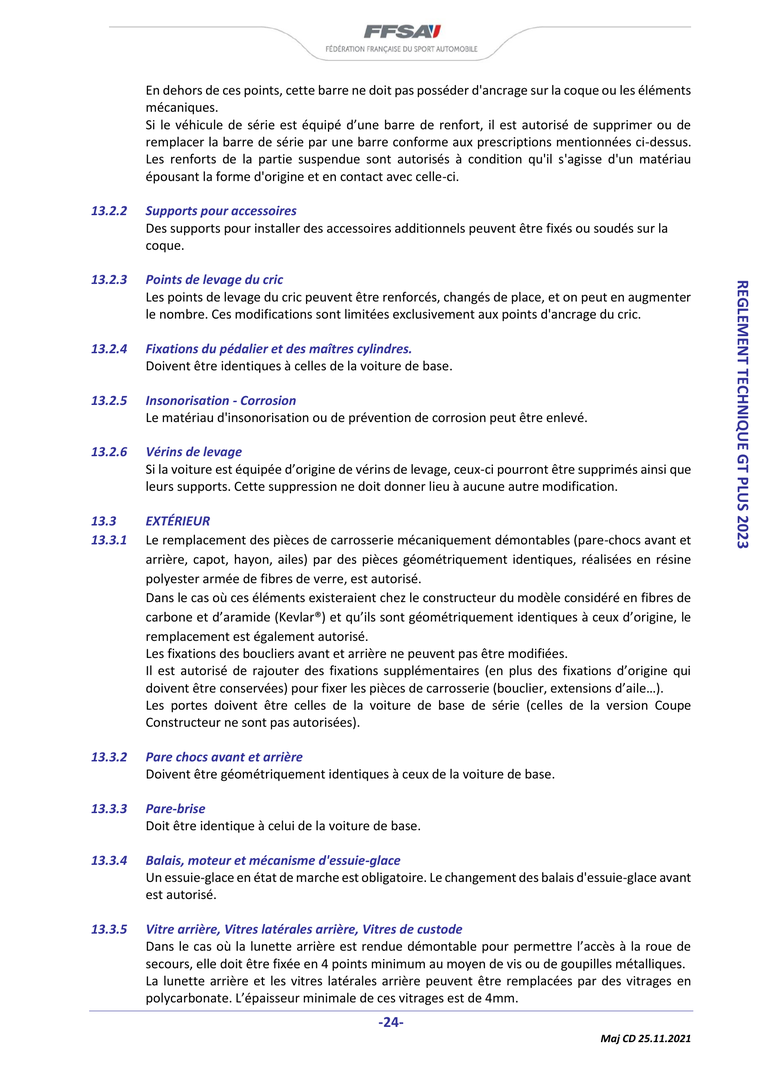 FFSA
FÉDÉRATION FRANÇAISE DU SPORT AUTOMOBILE
En dehors de ces points, cette barre ne doit pas posséder d'ancrage sur la coque ou les éléments
mécaniques.
Si le véhicule de série est équipé d’une barre de renfort, il est autorisé de supprimer ou de
remplacer la barre de série par une barre conforme aux prescriptions mentionnées ci-dessus.
Les renforts de la partie suspendue sont autorisés à condition qu'il s'agisse d'un matériau
épousant la forme d'origine et en contact avec celle-ci.
13.2.2 Supports pour accessoires
Des supports pour installer des accessoires additionnels peuvent être fixés ou soudés sur la
coque.
13.2.3 Points de levage du cric
Les points de levage du cric peuvent être renforcés, changés de place, et on peut en augmenter
le nombre. Ces modifications sont limitées exclusivement aux points d'ancrage du cric.
13.2.4 Fixations du pédalier et des maîtres cylindres.
Doivent être identiques à celles de la voiture de base.
13.2.5 Insonorisation - Corrosion
Le matériau d'insonorisation ou de prévention de corrosion peut être enlevé.
13.2.6 Vérins de levage
Si la voiture est équipée d’origine de vérins de levage, ceux-ci pourront être supprimés ainsi que
leurs supports. Cette suppression ne doit donner lieu à aucune autre modification.
13.3 EXTÉRIEUR
13.3.1 Le remplacement des pièces de carrosserie mécaniquement démontables (pare-chocs avant et
arrière, capot, hayon, ailes) par des pièces géométriquement identiques, réalisées en résine
polyester armée de fibres de verre, est autorisé.
Dans le cas où ces éléments existeraient chez le constructeur du modèle considéré en fibres de
carbone et d’aramide (Kevlar®) et qu’ils sont géométriquement identiques à ceux d’origine, le
remplacement est également autorisé.
Les fixations des boucliers avant et arrière ne peuvent pas être modifiées.
Il est autorisé de rajouter des fixations supplémentaires (en plus des fixations d’origine qui
doivent être conservées) pour fixer les pièces de carrosserie (bouclier, extensions d’aile…).
Les portes doivent être celles de la voiture de base de série (celles de la version Coupe
Constructeur ne sont pas autorisées).
13.3.2 Pare chocs avant et arrière
Doivent être géométriquement identiques à ceux de la voiture de base.
13.3.3 Pare-brise
Doit être identique à celui de la voiture de base.
13.3.4 Balais, moteur et mécanisme d'essuie-glace
Un essuie-glace en état de marche est obligatoire. Le changement des balais d'essuie-glace avant
est autorisé.
13.3.5 Vitre arrière, Vitres latérales arrière, Vitres de custode
Dans le cas où la lunette arrière est rendue démontable pour permettre l’accès à la roue de
secours, elle doit être fixée en 4 points minimum au moyen de vis ou de goupilles métalliques.
La lunette arrière et les vitres latérales arrière peuvent être remplacées par des vitrages en
polycarbonate. L’épaisseur minimale de ces vitrages est de 4mm.
REGLEMENT TECHNIQUE GT PLUS 2023
-24-
Maj CD 25.11.2021